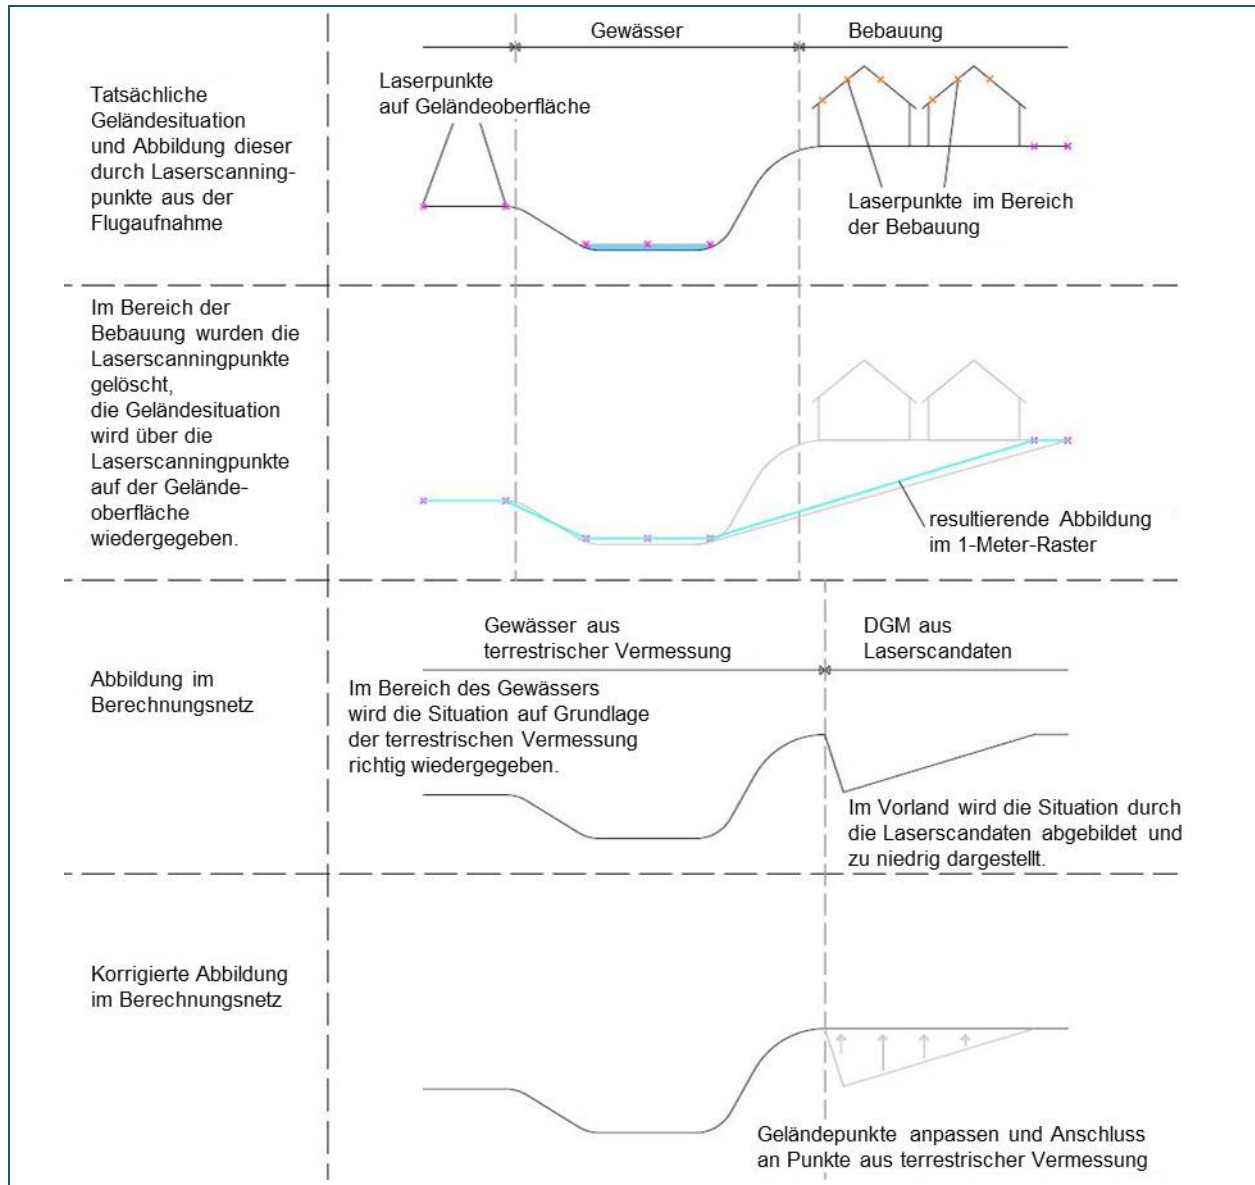 Gewässer
Bebauung
Tatsächliche
Geländesituation
und Abbildung dieser
durch Laserscanning-
punkte aus der
Flugaufnahme
Laserpunkte
auf Geländeoberfläche
Laserpunkte im Bereich
der Bebauung
Im Bereich der
Bebauung wurden die
Laserscanningpunkte
gelöscht,
die Geländesituation
wird über die
Laserscanningpunkte
auf der Gelände-
oberfläche
wiedergegeben.
resultierende Abbildung
im 1-Meter-Raster
Abbildung im
Berechnungsnetz
Gewässer aus
terrestrischer Vermessung
DGM aus
Laserscandaten
Im Bereich des Gewässers
wird die Situation auf Grundlage
der terrestrischen Vermessung
richtig wiedergegeben.
Im Vorland wird die Situation durch
die Laserscandaten abgebildet und
zu niedrig dargestellt.
Korrigierte Abbildung
im Berechnungsnetz
Geländepunkte anpassen und Anschluss
an Punkte aus terrestrischer Vermessung